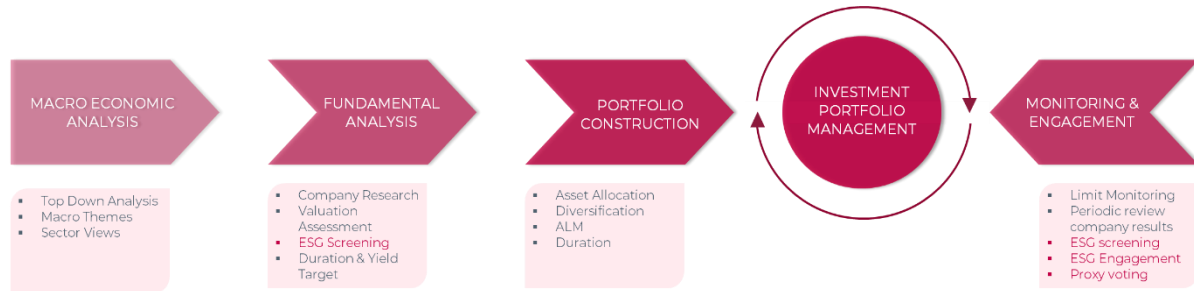 MACRO ECONOMIC
ANALYSIS
▪ Top Down Analysis
▪ Macro Themes
▪ Sector Views
FUNDAMENTAL
ANALYSIS
▪ Company Research
▪ Valuation
Assessment
▪ ESG Screening
▪ Duration & Yield
Target
PORTFOLIO
CONSTRUCTION
▪ Asset Allocation
▪ Diversification
▪ ALM
▪ Duration
INVESTMENT
PORTFOLIO
MANAGEMENT
MONITORING &
ENGAGEMENT
▪ Limit Monitoring
▪ Periodic review
company results
▪ ESG screening
▪ ESG Engagement
▪ Proxy voting